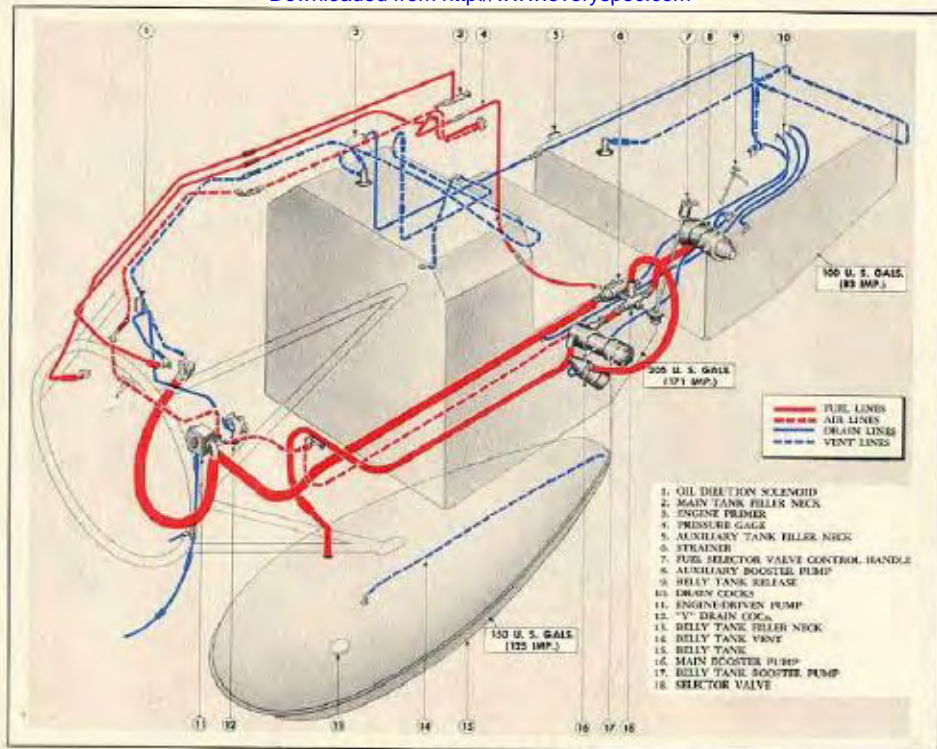 Downloaded from http://www.everyspec.com
1 2 3 4 5 6 7 8 9 10
100 U. S. GALS.
(83 IMP.)
205 U. S. GALS.
(171 IMP.)
FUEL LINES
AIR LINES
DRAIN LINES
VENT LINES
1. OIL DILUTION SOLENOID
2. MAIN TANK FILLER NECK
3. ENGINE PRIMER
4. PRESSURE GAGE
5. AUXILIARY TANK FILLER NECK
6. STRAINER
7. FUEL SELECTOR VALVE CONTROL HANDLE
8. AUXILIARY BOOSTER PUMP
9. BELLY TANK RELEASE
10. DRAIN COCKS
11. ENGINE-DRIVEN PUMP
12. "Y" DRAIN COCK
13. BELLY TANK FILLER NECK
14. BELLY TANK VENT
15. BELLY TANK
16. MAIN BOOSTER PUMP
17. BELLY TANK BOOSTER PUMP
18. SELECTOR VALVE
150 U. S. GALS.
(125 IMP.)
11 12 13 14 15 16 17 18